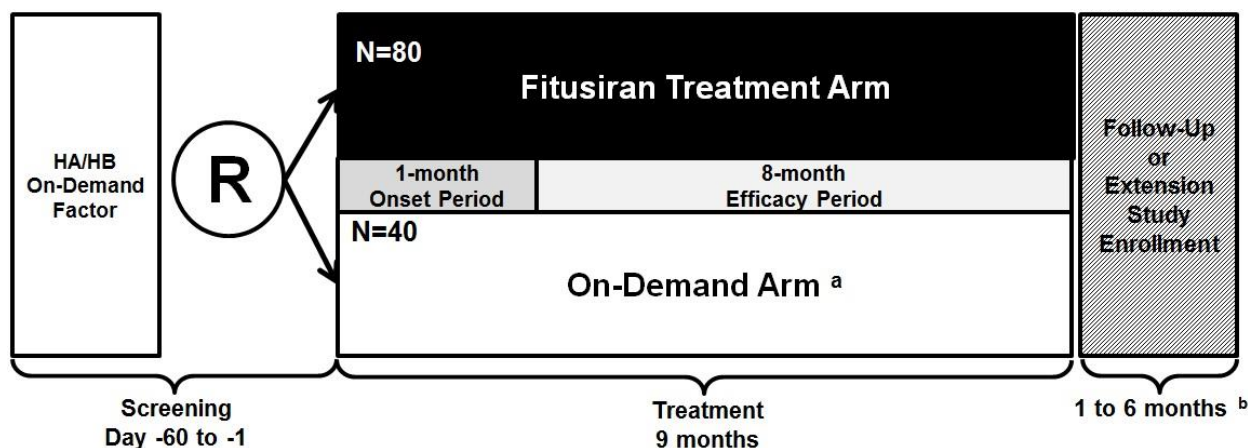 HA/HB
On-Demand
Factor
R
N=80
Fitusiran Treatment Arm
1-month
Onset Period
8-month
Efficacy Period
N=40
On-Demand Arm a
Follow-Up
or
Extension
Study
Enrollment
Screening
Day -60 to -1
Treatment
9 months
1 to 6 months b